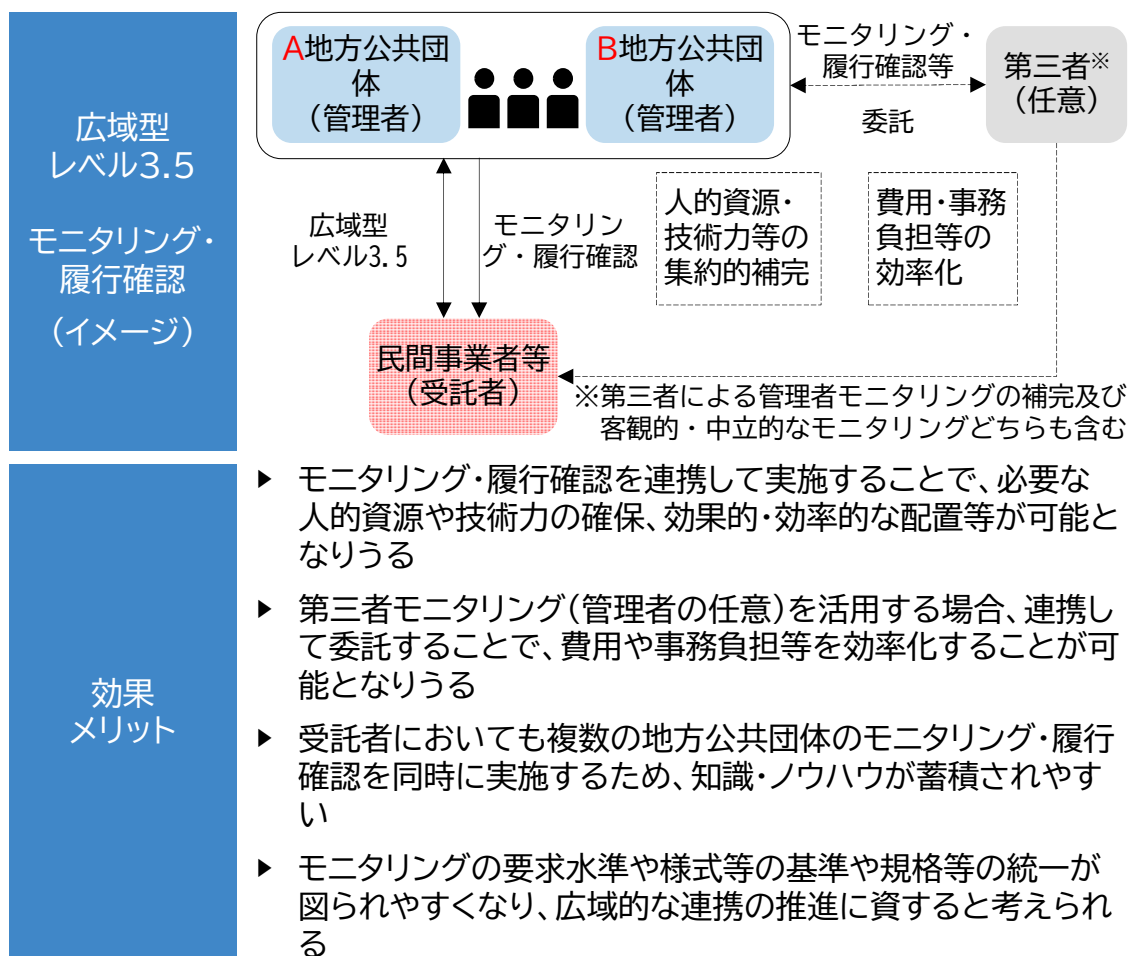 広域型
レベル3.5
モニタリング・
履行確認
（イメージ）
A地方公共団
体
（管理者）
B地方公共団
体
（管理者）
モニタリング・
履行確認等
委託
第三者※
（任意）
広域型
レベル3.5
モニタリン
グ・履行確認
人的資源・
技術力等の
集約的補完
費用・事務
負担等の
効率化
民間事業者等
（受託者）
※第三者による管理者モニタリングの補完及び
客観的・中立的なモニタリングどちらも含む
効果
メリット
▶ モニタリング・履行確認を連携して実施することで、必要な
人的資源や技術力の確保、効果的・効率的な配置等が可能と
なりうる
▶ 第三者モニタリング（管理者の任意）を活用する場合、連携し
て委託することで、費用や事務負担等を効率化することが可
能となりうる
▶ 受託者においても複数の地方公共団体のモニタリング・履行
確認を同時に実施するため、知識・ノウハウが蓄積されやす
い
▶ モニタリングの要求水準や様式等の基準や規格等の統一が
図られやすくなり、広域的な連携の推進に資すると考えられ
る